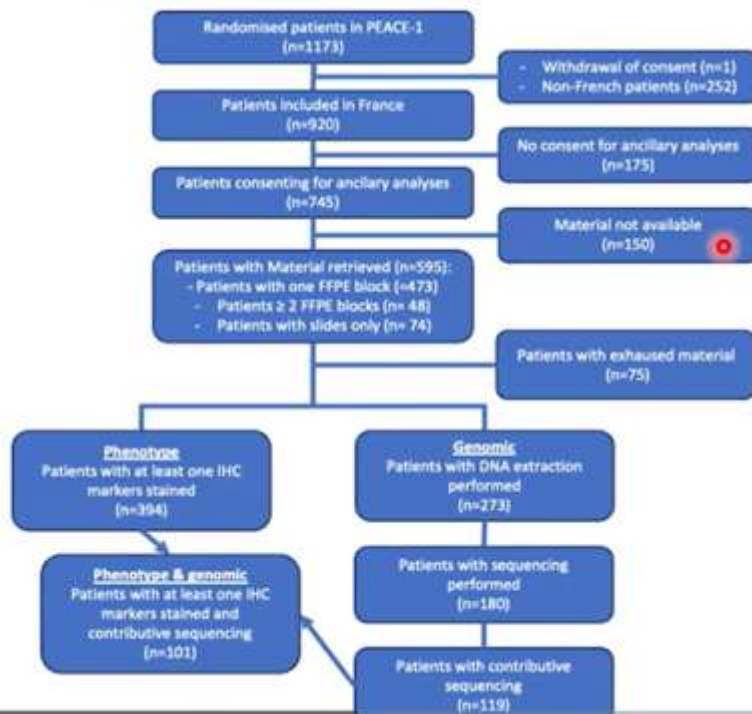 Randomised patients in PEACE-1
(n=1173)
- Withdrawal of consent (n=1)
- Non-French patients (n=252)
Patients included in France
(n=920)
No consent for ancillary analyses
(n=175)
Patients consenting for ancilary analyses
(n=745)
Material not available
(n=150)
Patients with Material retrieved (n=595):
- Patients with one FFPE block (=473)
- Patients ≥ 2 FFPE blocks (n= 48)
- Patients with slides only (n= 74)
Patients with exhaused material
(n=75)
Phenotype
Patients with at least one IHC
markers stained
(n=394)
Genomic
Patients with DNA extraction
performed
(n=273)
Phenotype & genomic
Patients with at least one IHC
markers stained and
contributive sequencing
(n=101)
Patients with sequencing
performed
(n=180)
Patients with contributive
sequencing
(n=119)